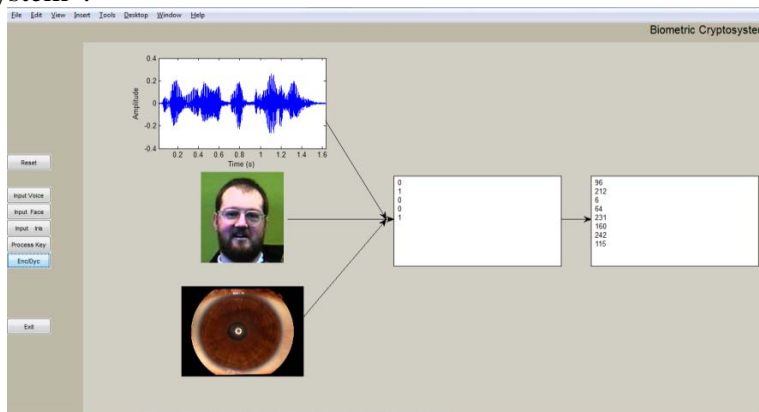 ystem".
File Edit View Insert Tools Desktop Window Help
Biometric Cryptosystem
0.4
0.2
0
-0.2
-0.4
Amplitude
0.2 0.4 0.6 0.8 1 1.2 1.4 1.6
Time (s)
Reset
Input Voice
Input Face
Input Iris
Process Key
Enc/Dyc
Exit
0
1
0
0
1
96
212
6
64
231
160
242
115